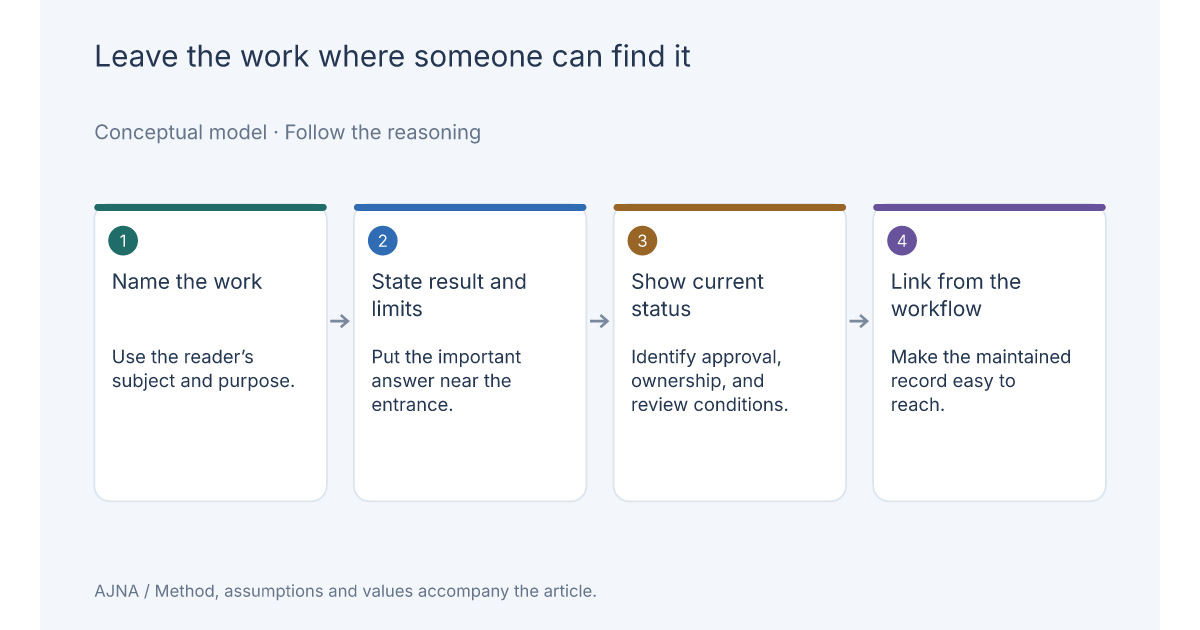 Leave the work where someone can find it
Conceptual model · Follow the reasoning
1
Name the work
Use the reader’s
subject and purpose.
2
State result and
limits
Put the important
answer near the
entrance.
3
Show current
status
Identify approval,
ownership, and
review conditions.
4
Link from the
workflow
Make the maintained
record easy to
reach.
AJNA / Method, assumptions and values accompany the article.